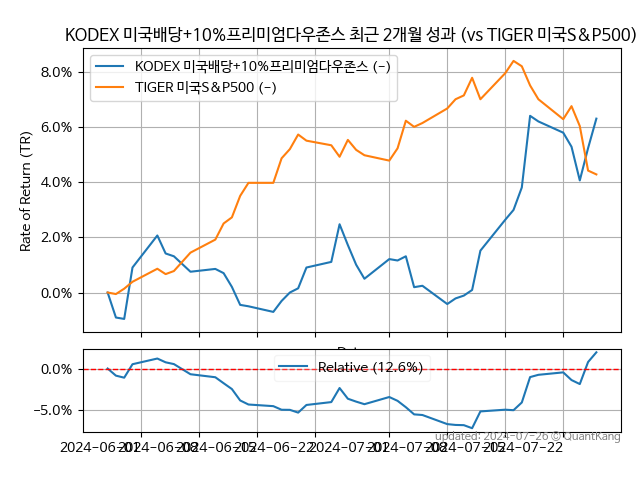 KODEX 미국배당+10%프리미엄다우존스 최근 2개월 성과 (vs TIGER 미국S&P500)
KODEX 미국배당+10%프리미엄다우존스 (-)
TIGER 미국S&P500 (-)
Rate of Return (TR)
8.0%
6.0%
4.0%
2.0%
0.0%
Relative (12.6%)
0.0%
−5.0%
updated: 2024-07-26 © QuantKang
2024-06-01 2024-06-08 2024-06-15 2024-06-22 2024-07-01 2024-07-08 2024-07-15 2024-07-22